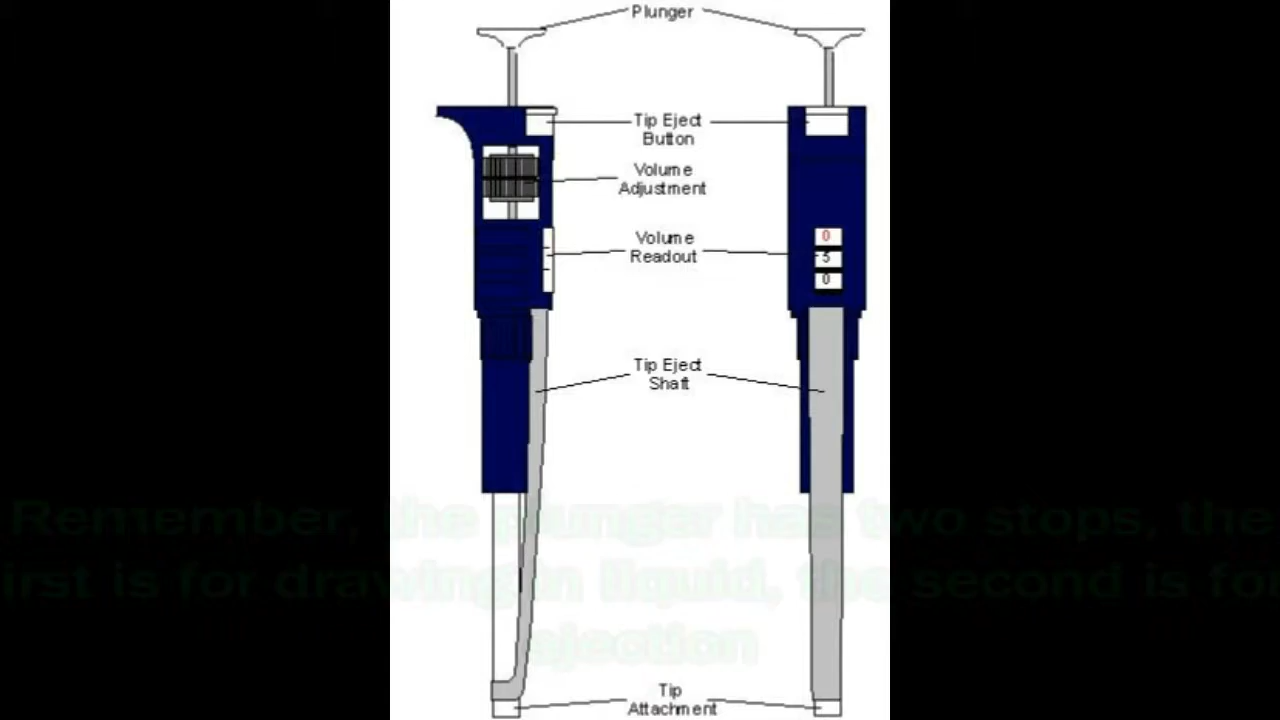 Plunger
Tip Eject
Button
Volume
Adjustment
Volume
Readout
0
5
0
Tip Eject
Shaft
Remember, the plunger has two stops, the
irst is for drawing in liquid, the second is for
ejection
Tip
Attachment